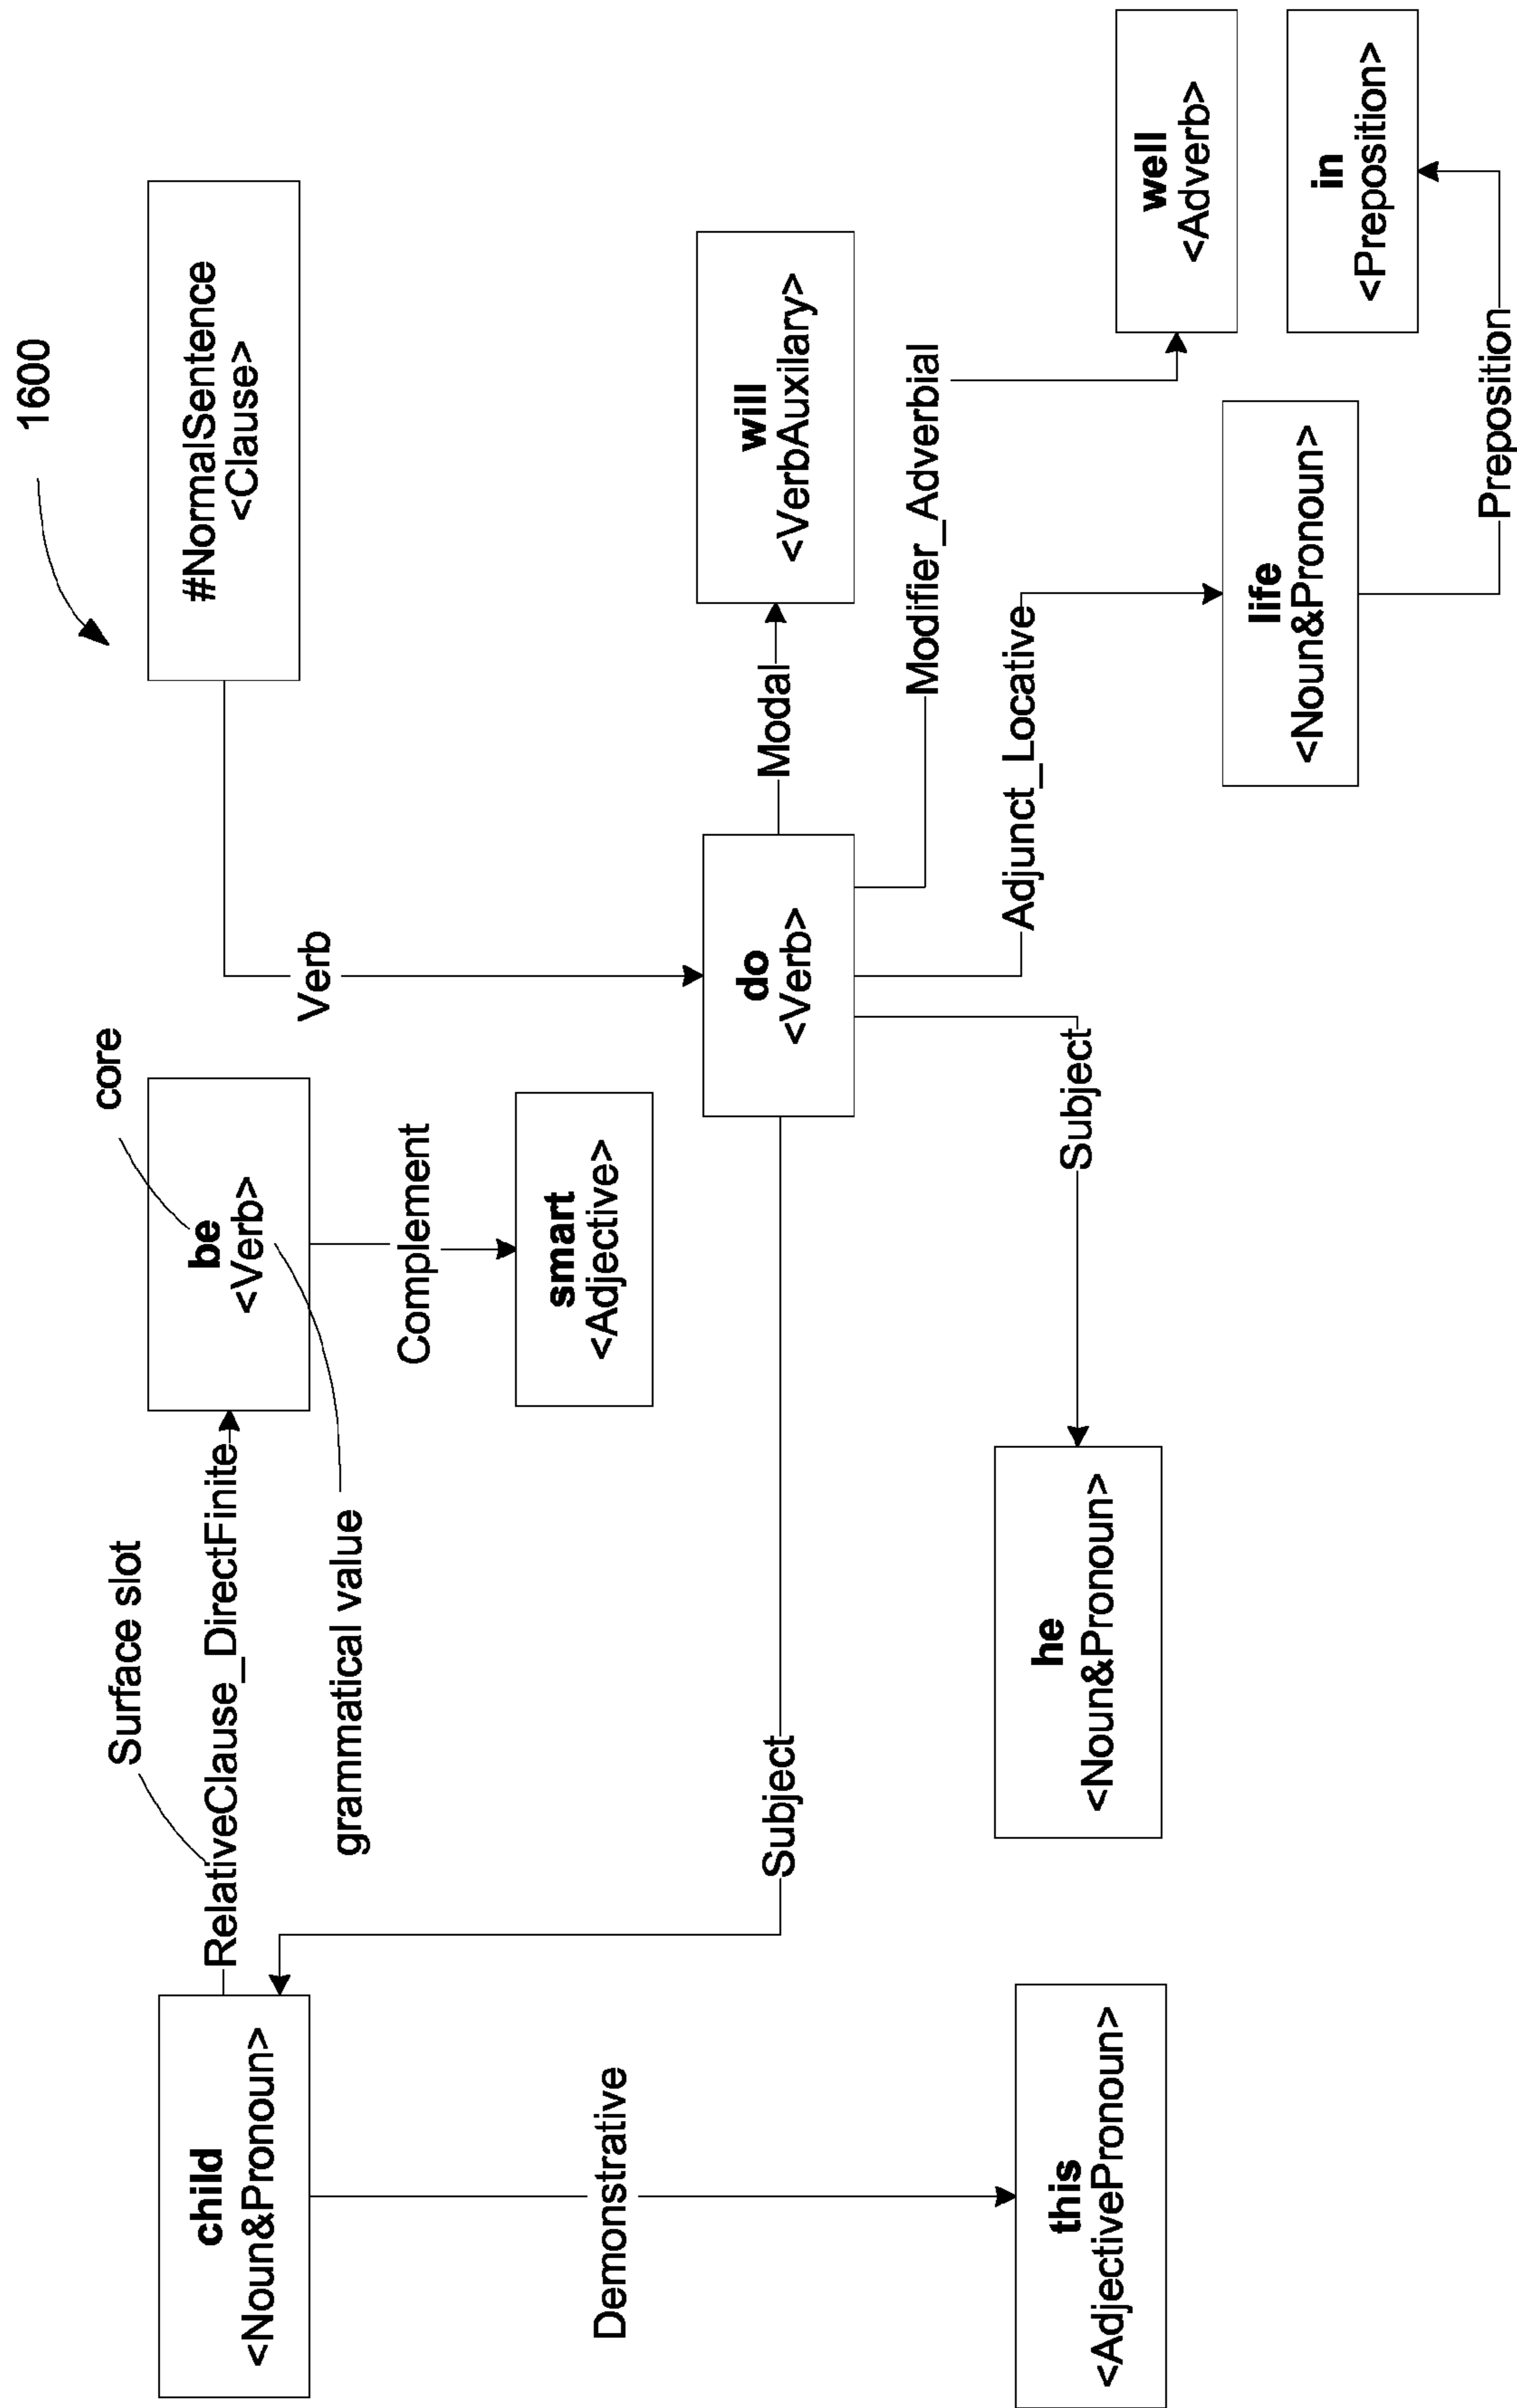 1600
#NormalSentence
<Clause>
core
Surface slot
be
<Verb>
RelativeClause_DirectFinite
child
<Noun&Pronoun>
Verb
grammatical value
Complement
smart
<Adjective>
Demonstrative
Subject
do
<Verb>
Modal
will
<VerbAuxilary>
Modifier_Adverbial
Adjunct_Locative
Subject
this
<AdjectivePronoun>
he
<Noun&Pronoun>
well
<Adverb>
life
<Noun&Pronoun>
in
<Preposition>
Preposition